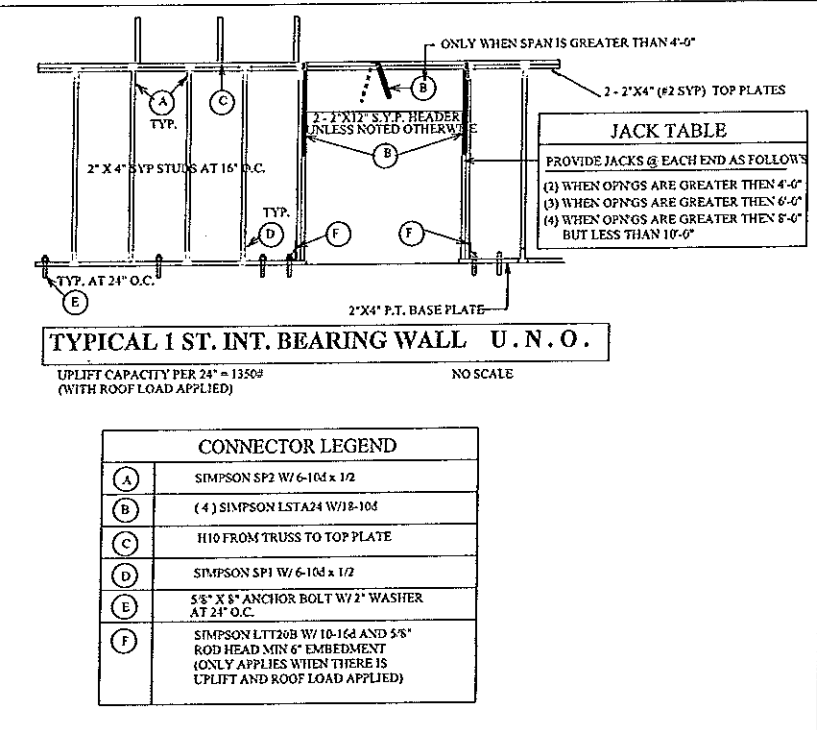 ONLY WHEN SPAN IS GREATER THAN 4'-0"
B
2 - 2"X4" (#2 SYP) TOP PLATES
A
TYP.
C
2 - 2"X12" S.Y.P. HEADER
UNLESS NOTED OTHERWISE
B
2" X 4" SYP STUDS AT 16" O.C.
JACK TABLE
PROVIDE JACKS @ EACH END AS FOLLOWS
(2) WHEN OPN'GS ARE GREATER THEN 4'-0"
(3) WHEN OPN'GS ARE GREATER THEN 6'-0"
(4) WHEN OPN'GS ARE GREATER THEN 8'-0"
BUT LESS THAN 10'-0"
TYP.
D
F
F
TYP. AT 24" O.C.
E
2"X4" P.T. BASE PLATE
TYPICAL 1 ST. INT. BEARING WALL U.N.O.
UPLIFT CAPACITY PER 24" = 1350#
(WITH ROOF LOAD APPLIED)
NO SCALE
CONNECTOR LEGEND
A SIMPSON SP2 W/ 6-10d x 1/2
B ( 4 ) SIMPSON LSTA24 W/18-10d
C H10 FROM TRUSS TO TOP PLATE
D SIMPSON SP1 W/ 6-10d x 1/2
E 5/8" X 8" ANCHOR BOLT W/ 2" WASHER
AT 24" O.C.
F SIMPSON LTT20B W/ 10-16d AND 5/8"
ROD HEAD MIN 6" EMBEDMENT
(ONLY APPLIES WHEN THERE IS
UPLIFT AND ROOF LOAD APPLIED)